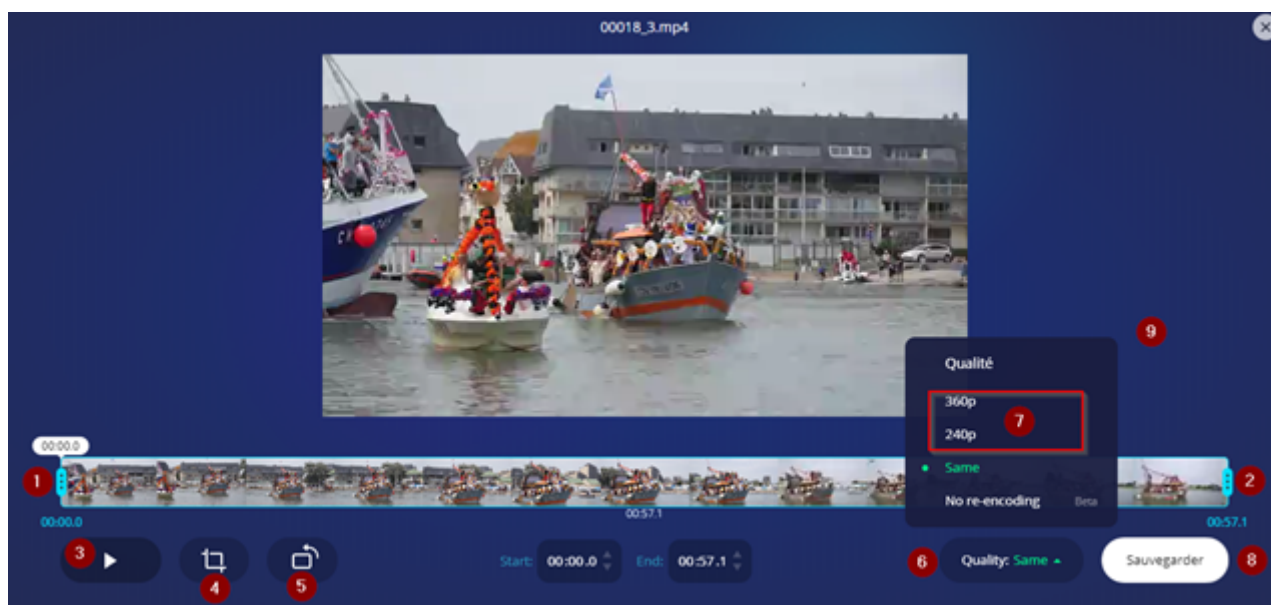 00018_3.mp4
9
Qualité
360p
7
240p
Same
No re-encoding Beta
00:00.0
1
2
00:00.0
00:57.1
00:57.1
3
4
5
Start: 00:00.0 End: 00:57.1
6
Quality: Same
Sauvegarder
8